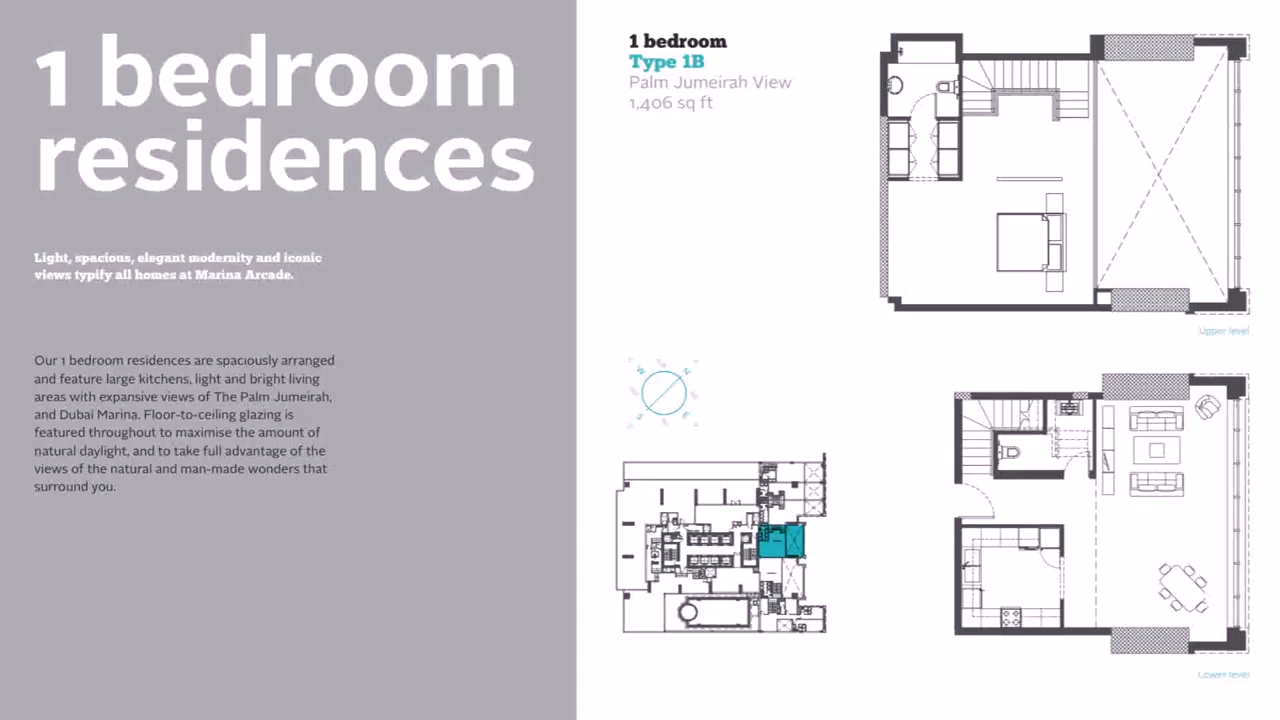 1 bedroom
residences
Light, spacious, elegant modernity and iconic
views typify all homes at Marina Arcade.
Our 1 bedroom residences are spaciously arranged
and feature large kitchens, light and bright living
areas with expansive views of The Palm Jumeirah,
and Dubai Marina. Floor-to-ceiling glazing is
featured throughout to maximise the amount of
natural daylight, and to take full advantage of the
views of the natural and man-made wonders that
surround you.
1 bedroom
Type 1B
Palm Jumeirah View
1,406 sq ft
Upper level
W
N
S
E
Lower level